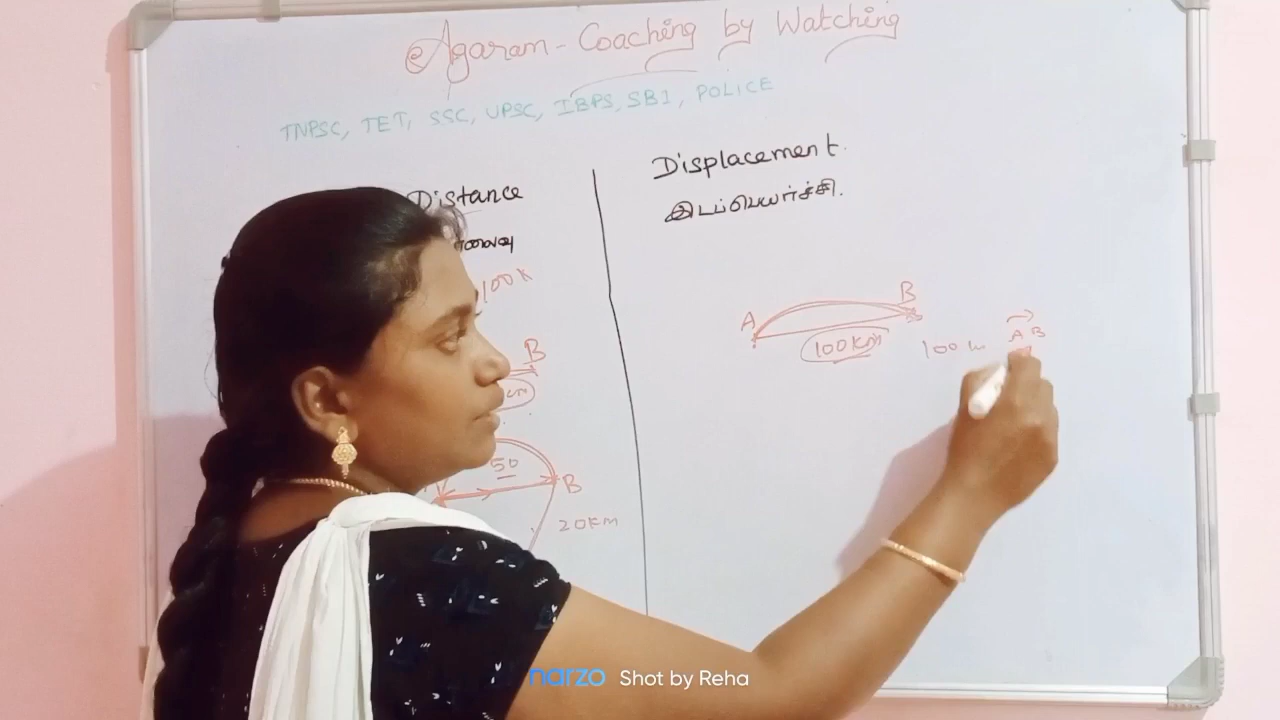 Agaram - Coaching by Watching
TNPSC, TET, SSC, UPSC, IBPS, SBI, POLICE
Distance
100 K
B
50
B
20Km
Displacement.
இடப்பெயர்ச்சி.
A B
100Km
100
A B
narzo Shot by Reha